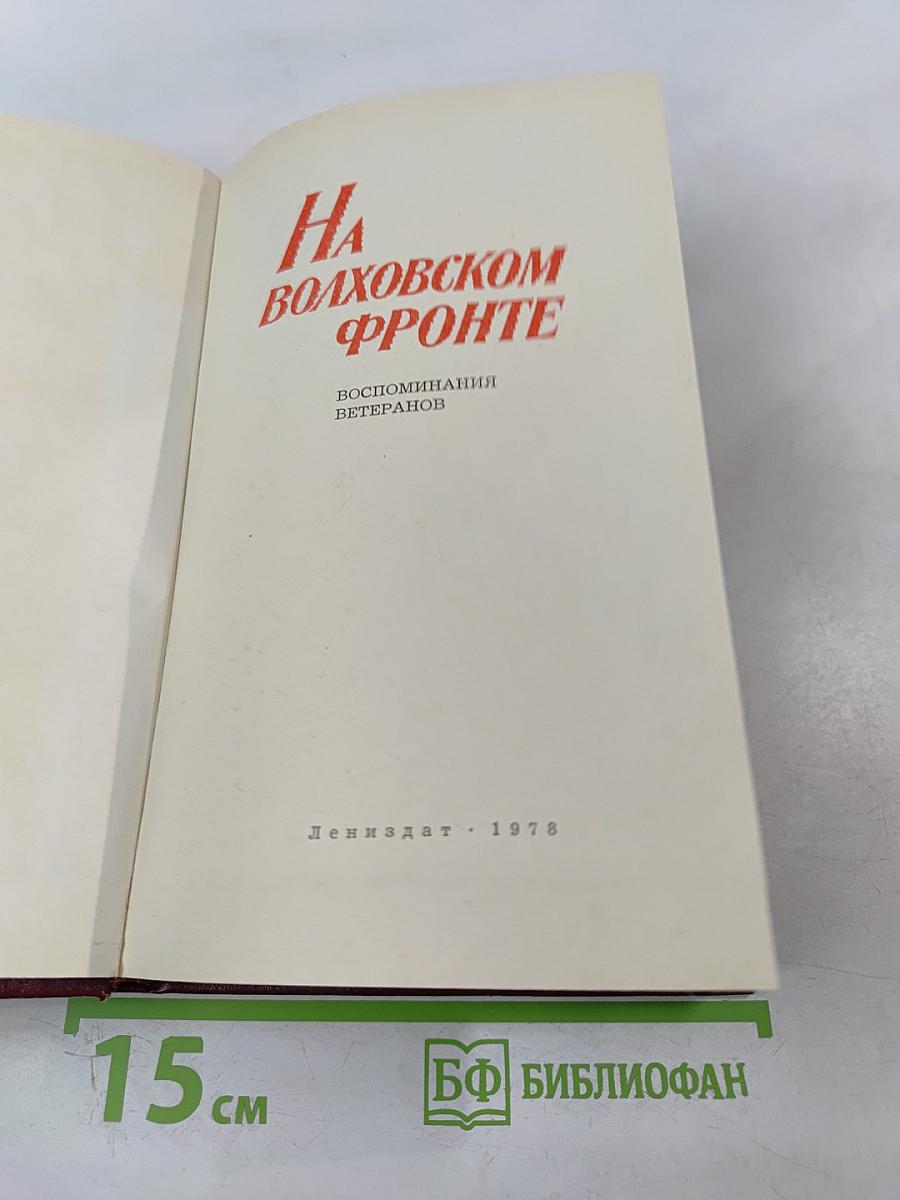 На
ВОЛХОВСКОМ
ФРОНТЕ
ВОСПОМИНАНИЯ
ВЕТЕРАНОВ
Лениздат · 1978
15 см
БФ БИБЛИОФАН